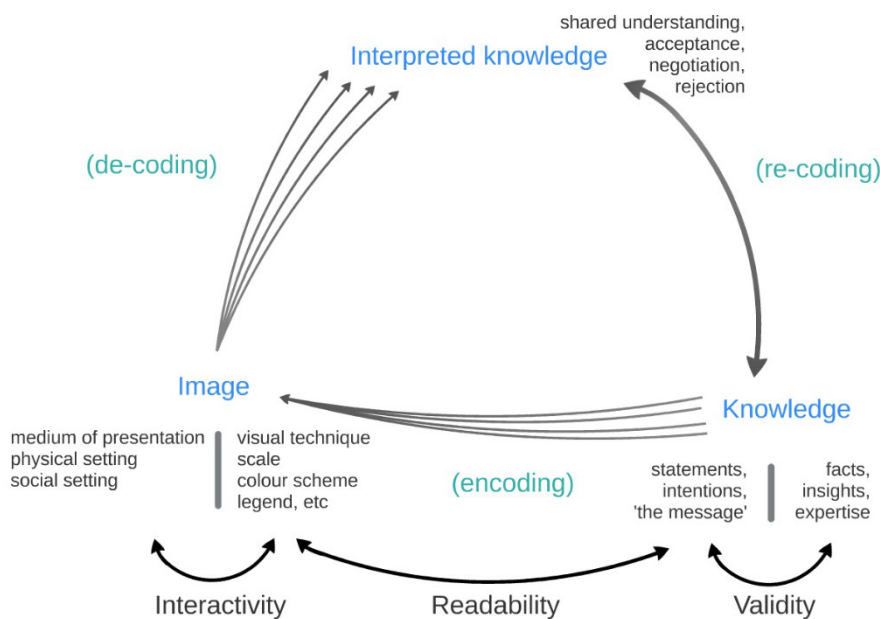 shared understanding,
acceptance,
negotiation,
rejection
Interpreted knowledge
(de-coding)
(re-coding)
Image
Knowledge
medium of presentation
physical setting
social setting
visual technique
scale
colour scheme
legend, etc
(encoding)
statements,
intentions,
'the message'
facts,
insights,
expertise
Interactivity
Readability
Validity